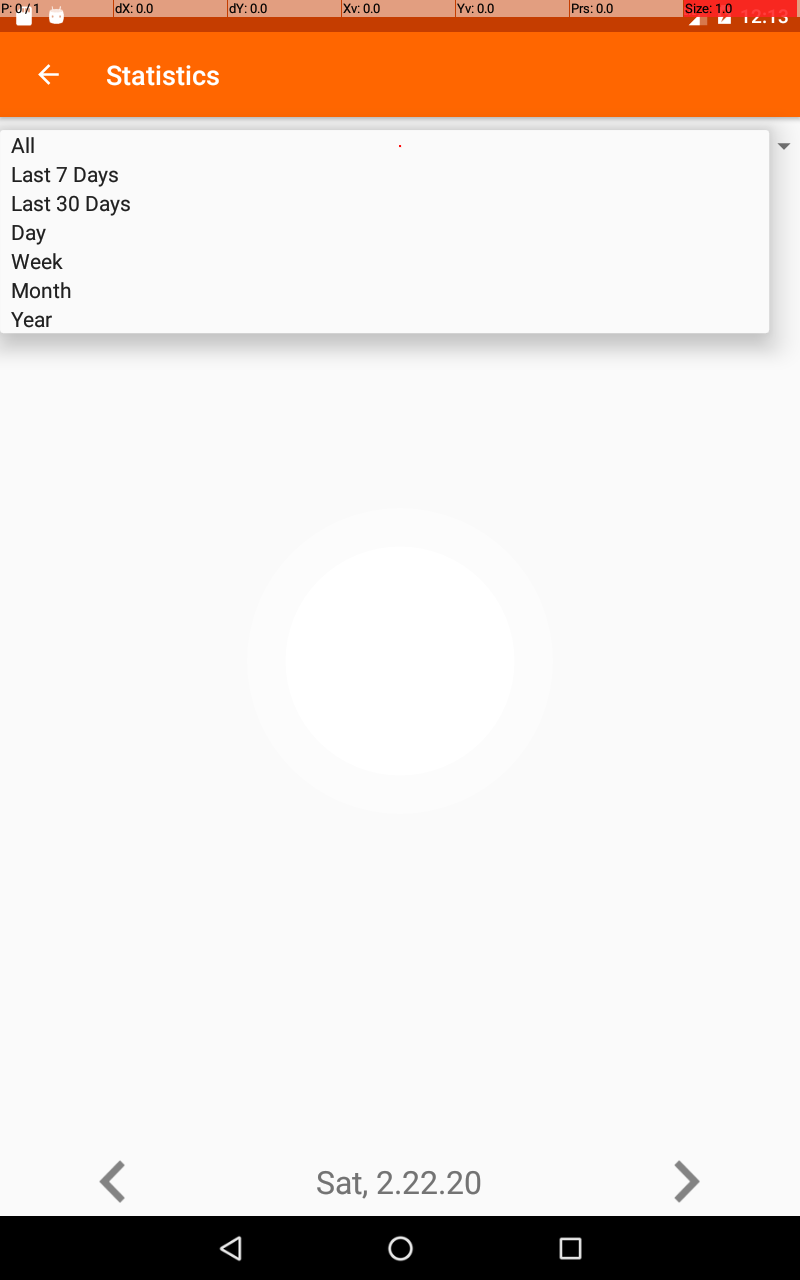 P: 0 / 1 dX: 0.0 dY: 0.0 Xv: 0.0 Yv: 0.0 Prs: 0.0 Size: 1.0
12:13
Statistics
All
Last 7 Days
Last 30 Days
Day
Week
Month
Year
Sat, 2.22.20